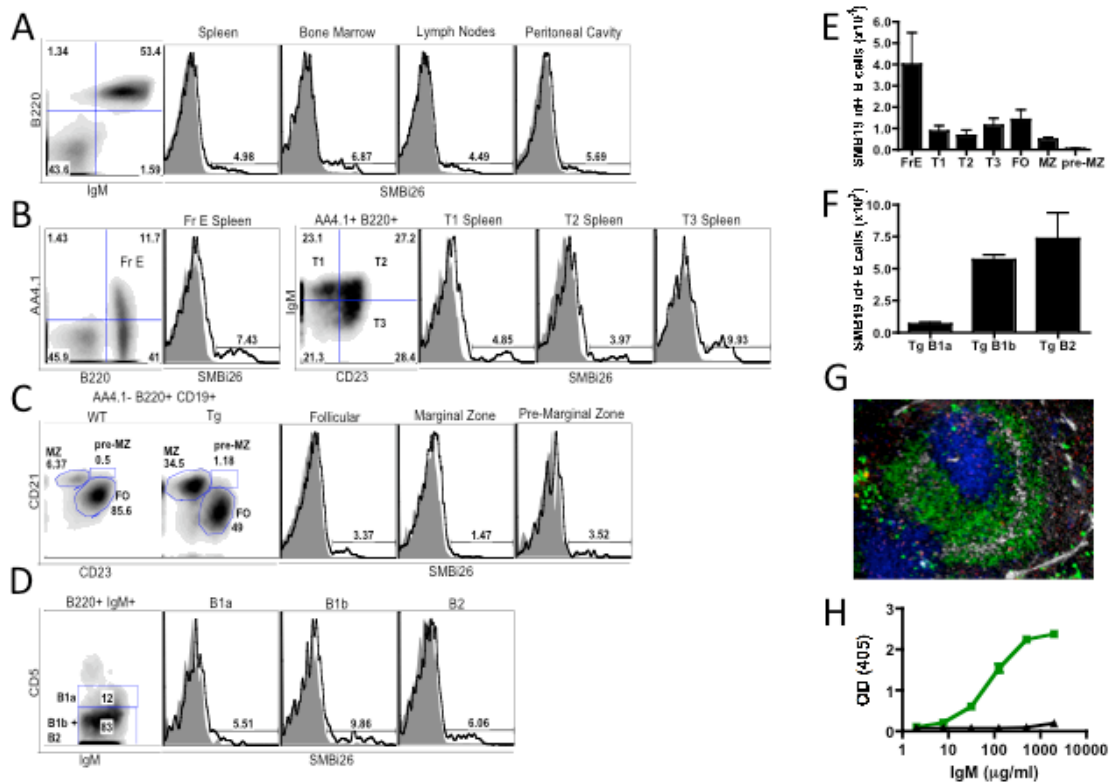 A
Spleen
Bone Marrow
Lymph Nodes
Peritoneal Cavity
1.34
53.4
B220
43.6
1.59
IgM
4.98
6.87
4.49
5.69
SMBi26
B
Fr E Spleen
AA4.1+ B220+
T1 Spleen
T2 Spleen
T3 Spleen
1.43
11.7
Fr E
AA4.1
45.9
41
B220
7.43
SMBi26
23.1
27.2
T1
T2
T3
IgM
21.3
28.4
CD23
4.85
3.97
9.93
SMBi26
C
AA4.1- B220+ CD19+
WT
Tg
Follicular
Marginal Zone
Pre-Marginal Zone
MZ
6.37
pre-MZ
0.5
FO
85.6
MZ
34.5
pre-MZ
1.18
FO
49
CD21
CD23
3.37
1.47
3.52
SMBi26
D
B220+ IgM+
B1a
B1b
B2
CD5
B1a
12
B1b +
B2
83
IgM
5.51
9.86
6.06
SMBi26
E
SMB19 id+ B cells
6.0
5.0
4.0
3.0
2.0
1.0
0.0
FrE
T1
T2
T3
FO
MZ
pre-MZ
F
SMB19 id+ B cells
10.0
7.5
5.0
2.5
0.0
Tg B1a
Tg B1b
Tg B2
G
H
OD (405)
3
2
1
0
1
10
100
1000
10000
IgM (µg/ml)